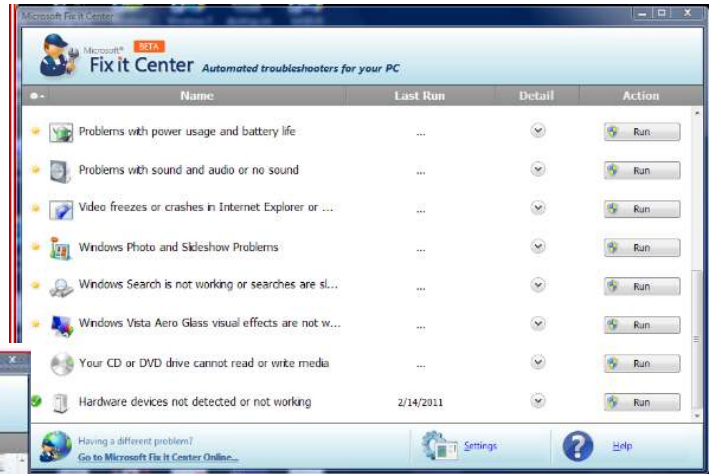 Microsoft Fix it Center
Microsoft® BETA
Fix it Center Automated troubleshooters for your PC
Name Last Run Detail Action
Problems with power usage and battery life ... Run
Problems with sound and audio or no sound ... Run
Video freezes or crashes in Internet Explorer or ... ... Run
Windows Photo and Slideshow Problems ... Run
Windows Search is not working or searches are sl... ... Run
Windows Vista Aero Glass visual effects are not w... ... Run
Your CD or DVD drive cannot read or write media ... Run
Hardware devices not detected or not working 2/14/2011 Run
Having a different problem?
Go to Microsoft Fix it Center Online... Settings Help